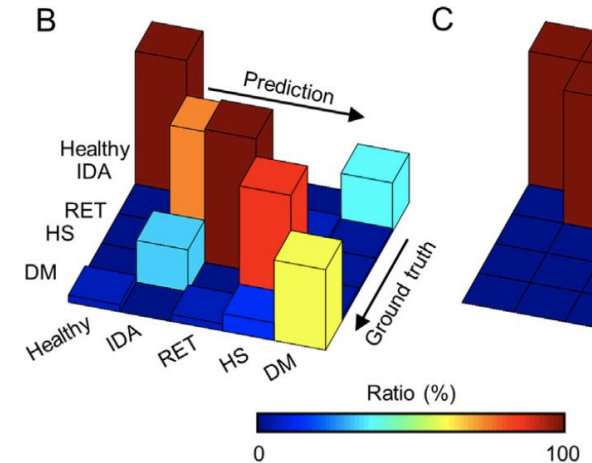 B
C
Prediction
Healthy
IDA
RET
HS
DM
Healthy
IDA
RET
HS
DM
Ground truth
Ratio (%)
0
100